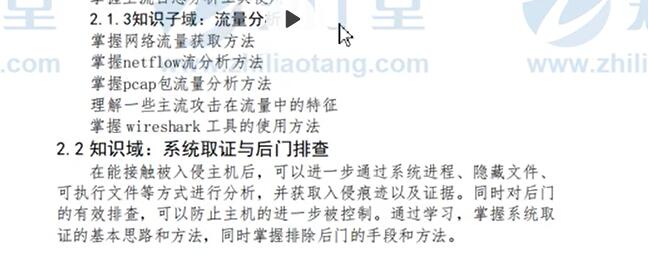 2.1.3知识子域：流量分析
掌握网络流量获取方法
掌握netflow流分析方法
掌握pcap包流量分析方法
理解一些主流攻击在流量中的特征
掌握 wireshark 工具的使用方法
2.2 知识域：系统取证与后门排查
在能接触被入侵主机后，可以进一步通过系统进程、隐藏文件、
可执行文件等方式进行分析，并获取入侵痕迹以及证据。同时对后门
的有效排查，可以防止主机的进一步被控制。通过学习，掌握系统取
证的基本思路和方法，同时掌握排除后门的手段和方法。
www.zhiliaotang.com
www.zhili